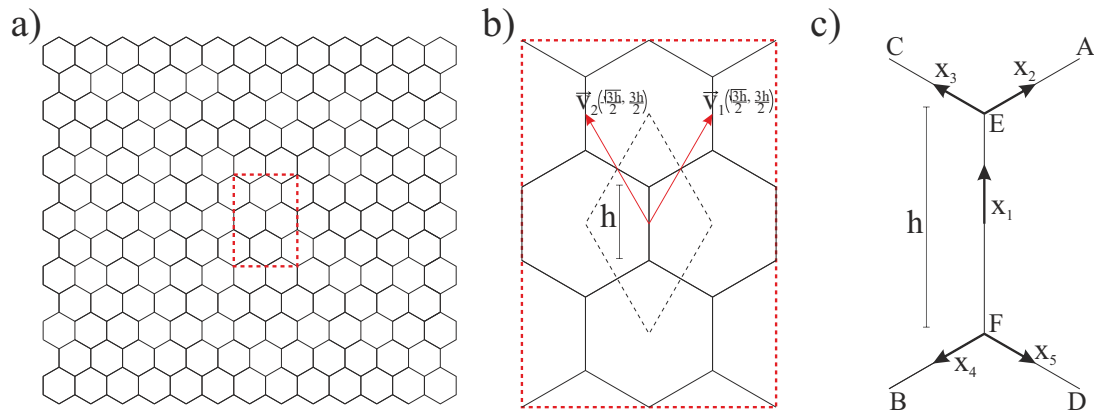 a)
b)
c)
V₂(√3h/2, 3h/2)
V₁(√3h/2, 3h/2)
h
C
A
x₃
x₂
E
x₁
h
F
x₄
x₅
B
D